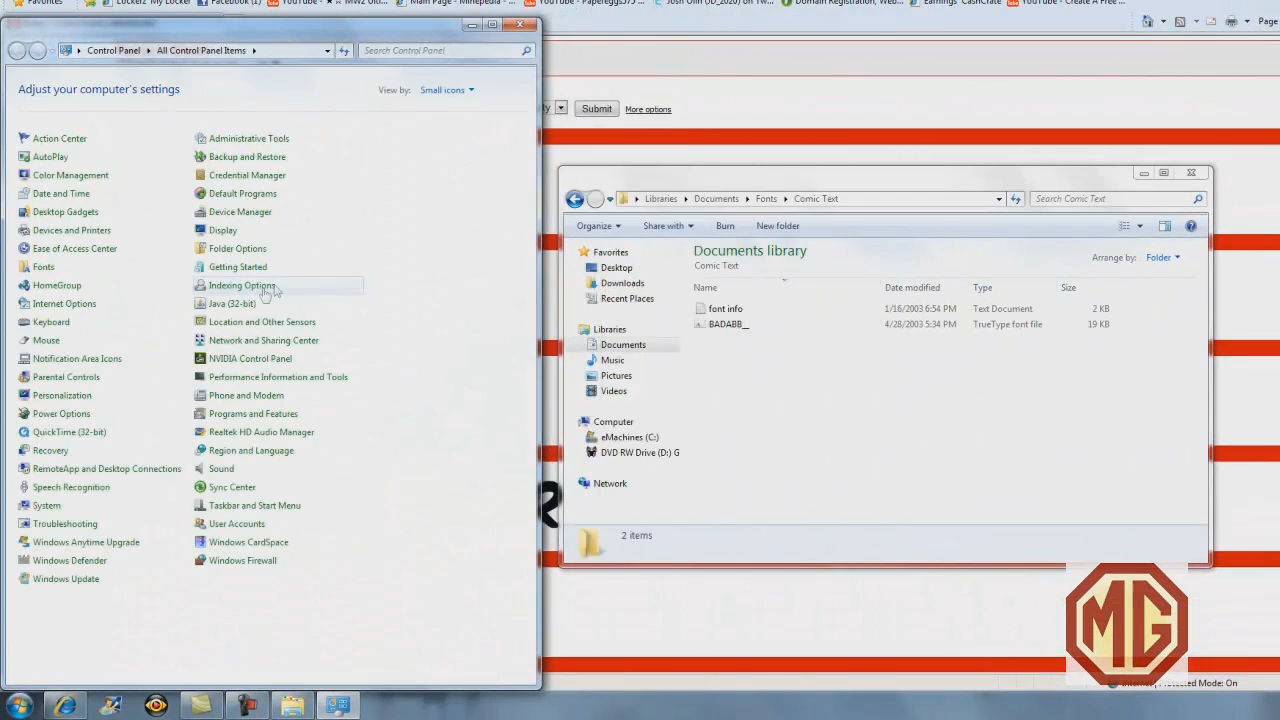 Favorites Locker2 My Locker Facebook (1) YouTube - ★ ★ MW2 Glitch... Main Page - Minepedia - ... YouTube - Papereggs375 ... Josh Olin (JD_2020) on Tw... Domain Registration, Web... Earnings CashCrate YouTube - Create A Free ...
Page
Control Panel All Control Panel Items
Search Control Panel
Adjust your computer's settings
View by: Small icons
Submit More options
Action Center
AutoPlay
Color Management
Date and Time
Desktop Gadgets
Devices and Printers
Ease of Access Center
Fonts
HomeGroup
Internet Options
Keyboard
Mouse
Notification Area Icons
Parental Controls
Personalization
Power Options
QuickTime (32-bit)
Recovery
RemoteApp and Desktop Connections
Speech Recognition
System
Troubleshooting
Windows Anytime Upgrade
Windows Defender
Windows Update
Administrative Tools
Backup and Restore
Credential Manager
Default Programs
Device Manager
Display
Folder Options
Getting Started
Indexing Options
Java (32-bit)
Location and Other Sensors
Network and Sharing Center
NVIDIA Control Panel
Performance Information and Tools
Phone and Modem
Programs and Features
Realtek HD Audio Manager
Region and Language
Sound
Sync Center
Taskbar and Start Menu
User Accounts
Windows CardSpace
Windows Firewall
Libraries Documents Fonts Comic Text
Search Comic Text
Organize Share with Burn New folder
Favorites
Desktop
Downloads
Recent Places
Libraries
Documents
Music
Pictures
Videos
Computer
eMachines (C:)
DVD RW Drive (D:) G
Network
Documents library
Comic Text
Arrange by: Folder
Name Date modified Type Size
font info 1/16/2003 6:54 PM Text Document 2 KB
BADABB__ 4/28/2003 5:34 PM TrueType font file 19 KB
2 items
MG
Internet | Protected Mode: On